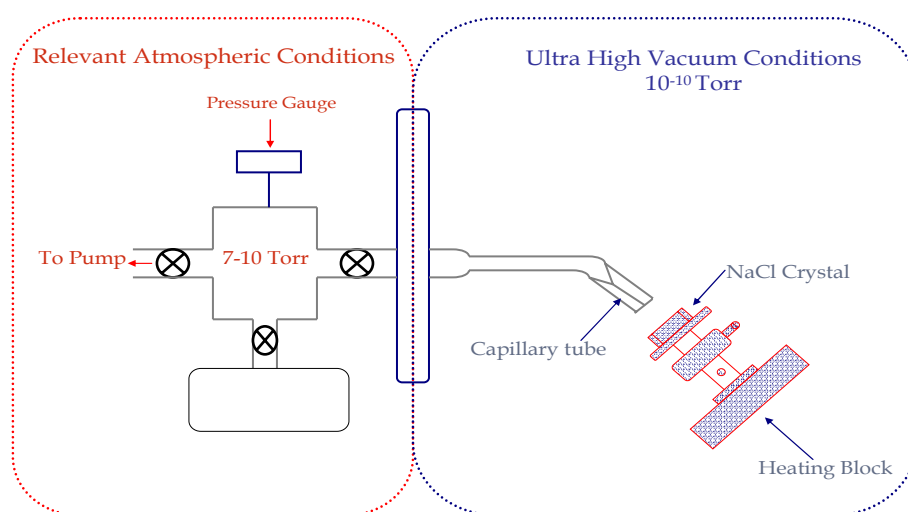 Relevant Atmospheric Conditions
Ultra High Vacuum Conditions
10-10 Torr
Pressure Gauge
To Pump
7-10 Torr
NaCl Crystal
Capillary tube
Heating Block